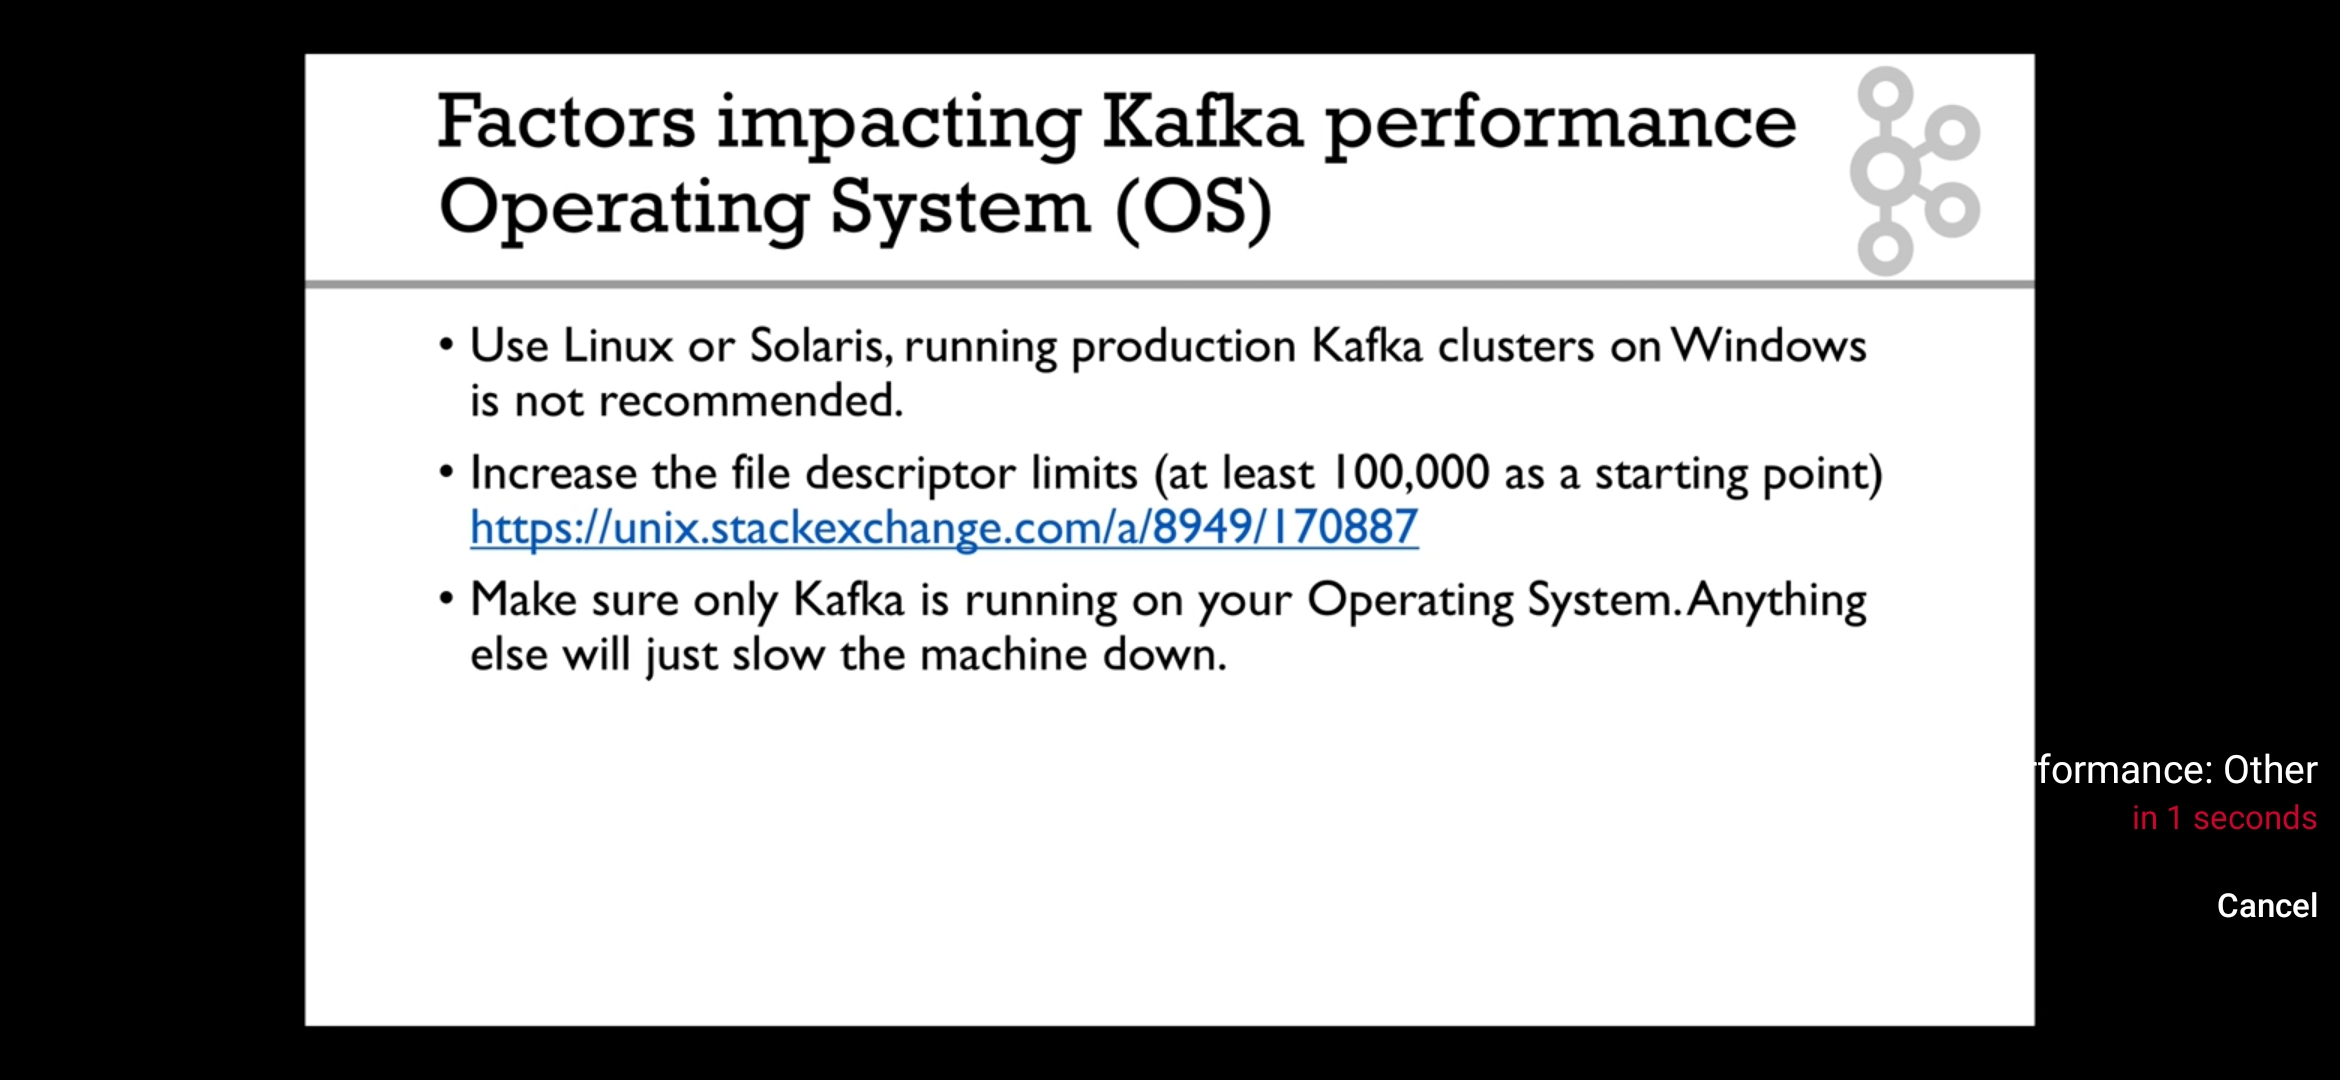 Factors impacting Kafka performance
Operating System (OS)
• Use Linux or Solaris, running production Kafka clusters on Windows
is not recommended.
• Increase the file descriptor limits (at least 100,000 as a starting point)
https://unix.stackexchange.com/a/8949/170887
• Make sure only Kafka is running on your Operating System. Anything
else will just slow the machine down.
formance: Other
in 1 seconds
Cancel